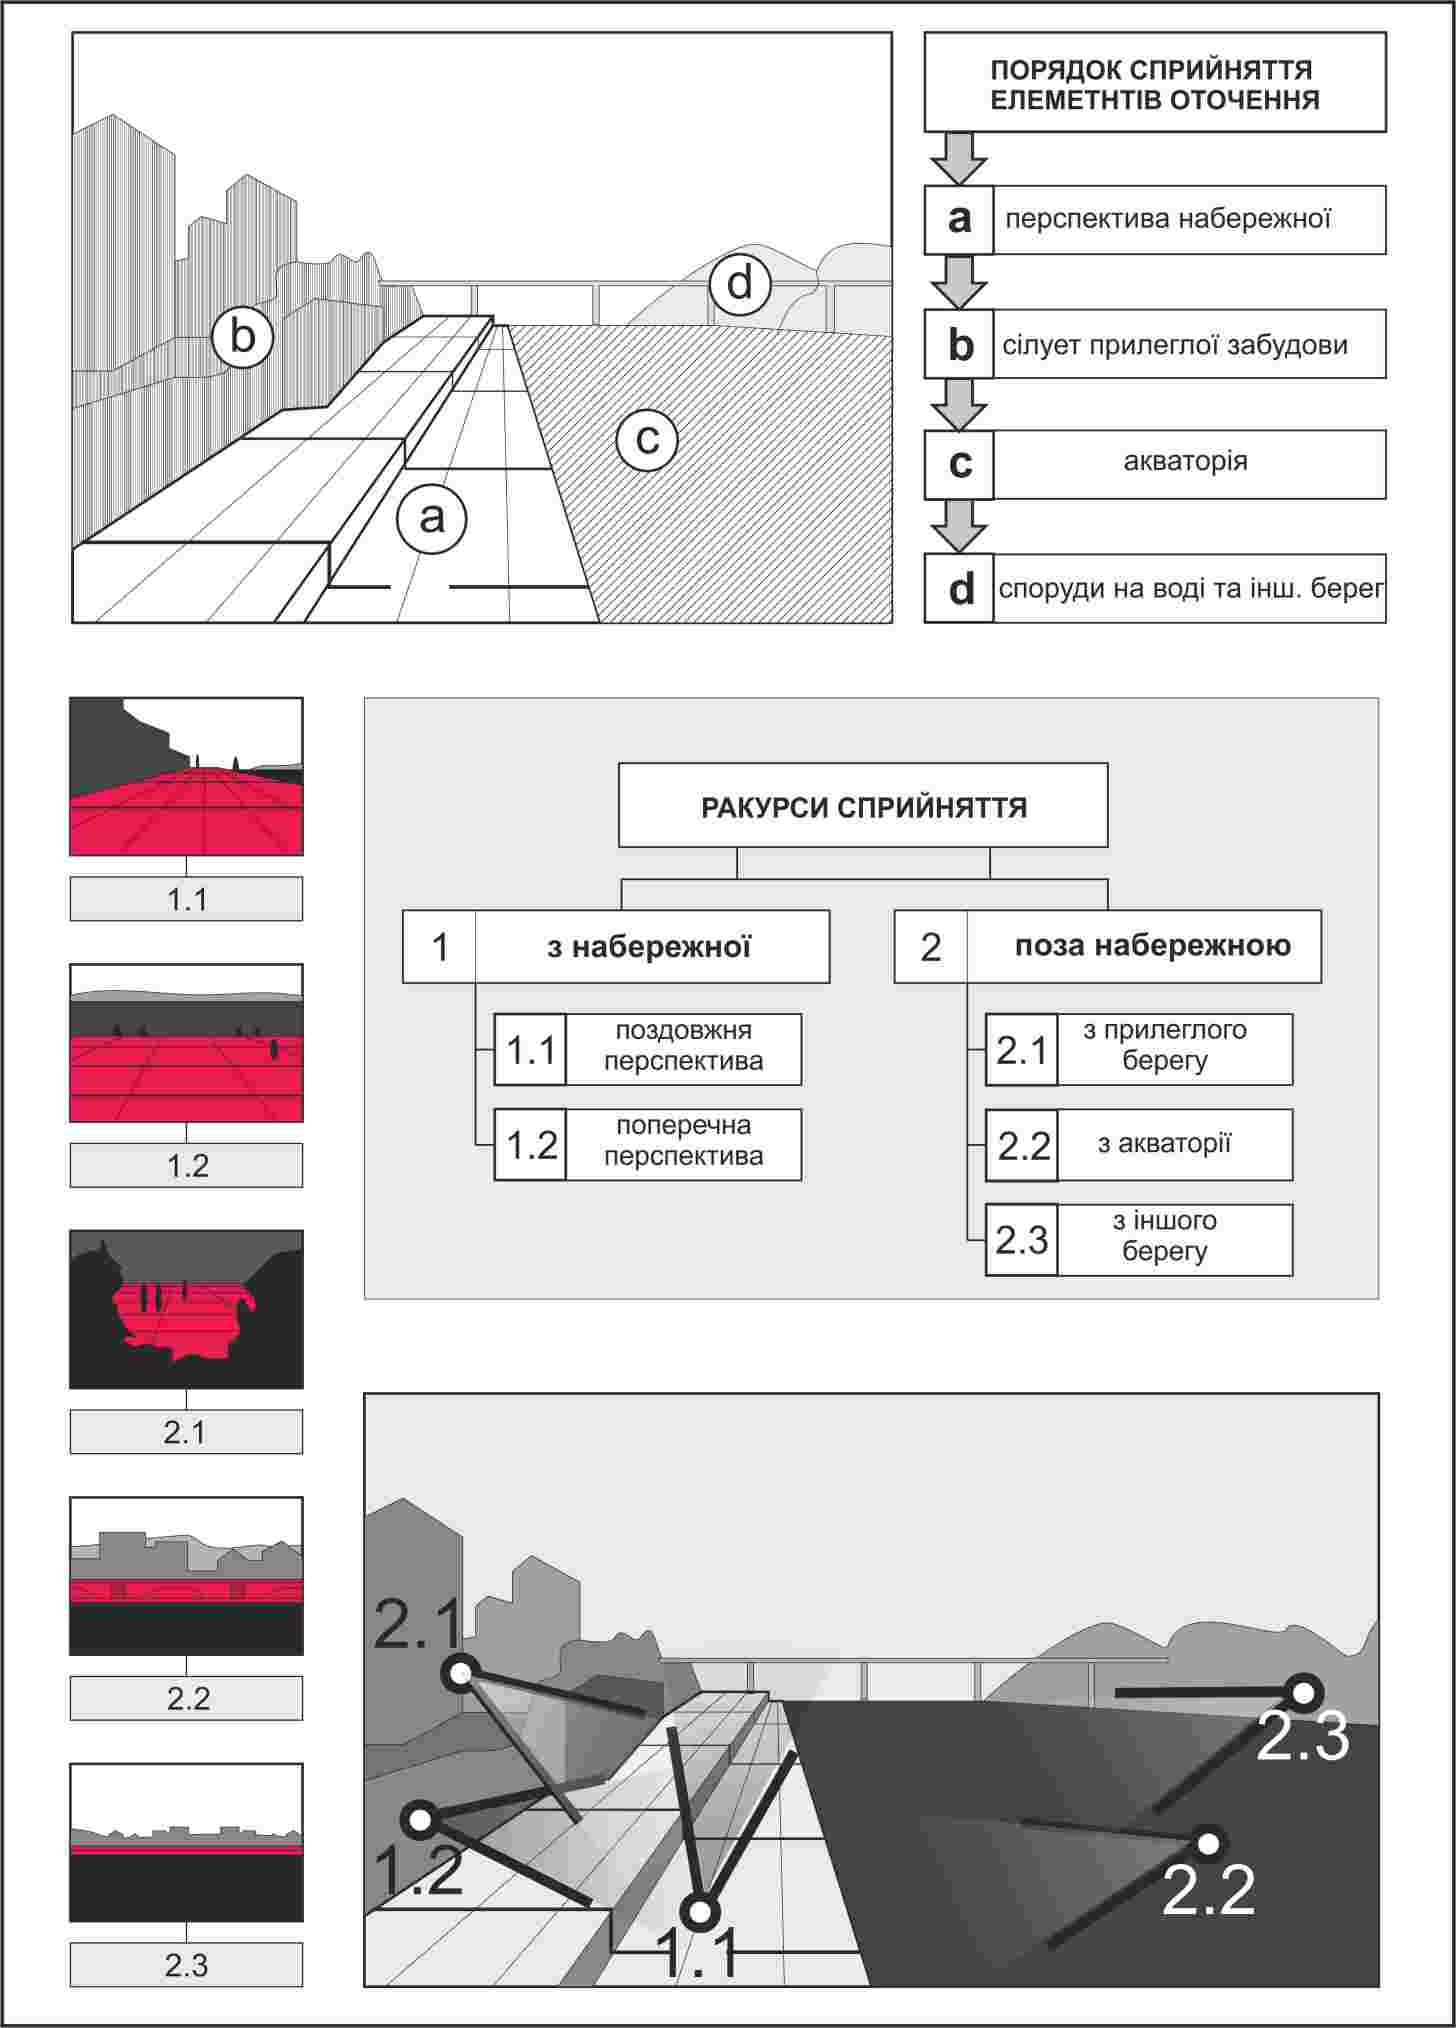 ПОРЯДОК СПРИЙНЯТТЯ
ЕЛЕМЕТНТІВ ОТОЧЕННЯ
a перспектива набережної
b сілует прилеглої забудови
c акваторія
d споруди на воді та інш. берег
d
b
c
a
1.1
1.2
2.1
2.2
2.3
РАКУРСИ СПРИЙНЯТТЯ
1 з набережної
1.1 поздовжня
перспектива
1.2 поперечна
перспектива
2 поза набережною
2.1 з прилеглого
берегу
2.2 з акваторії
2.3 з іншого
берегу
2.1
2.3
1.2
2.2
1.1